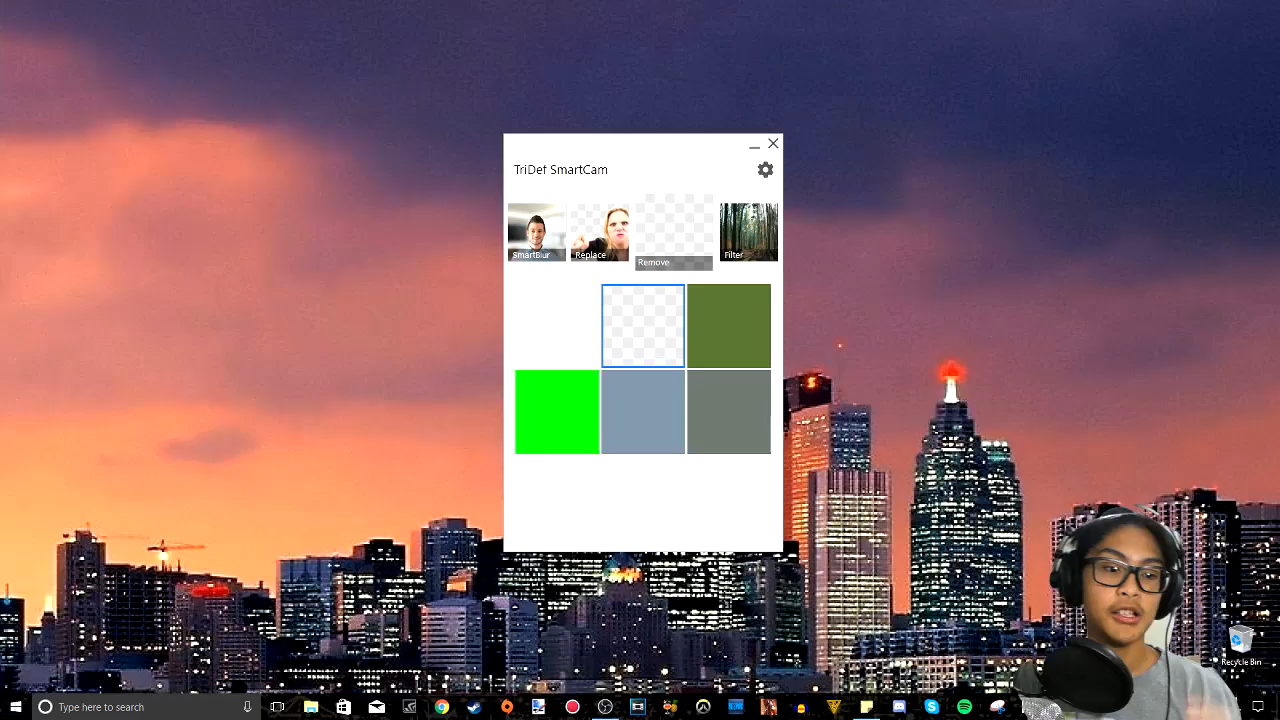 TriDef SmartCam
SmartBlur
Replace
Remove
Filter
Recycle Bin
Type here to search